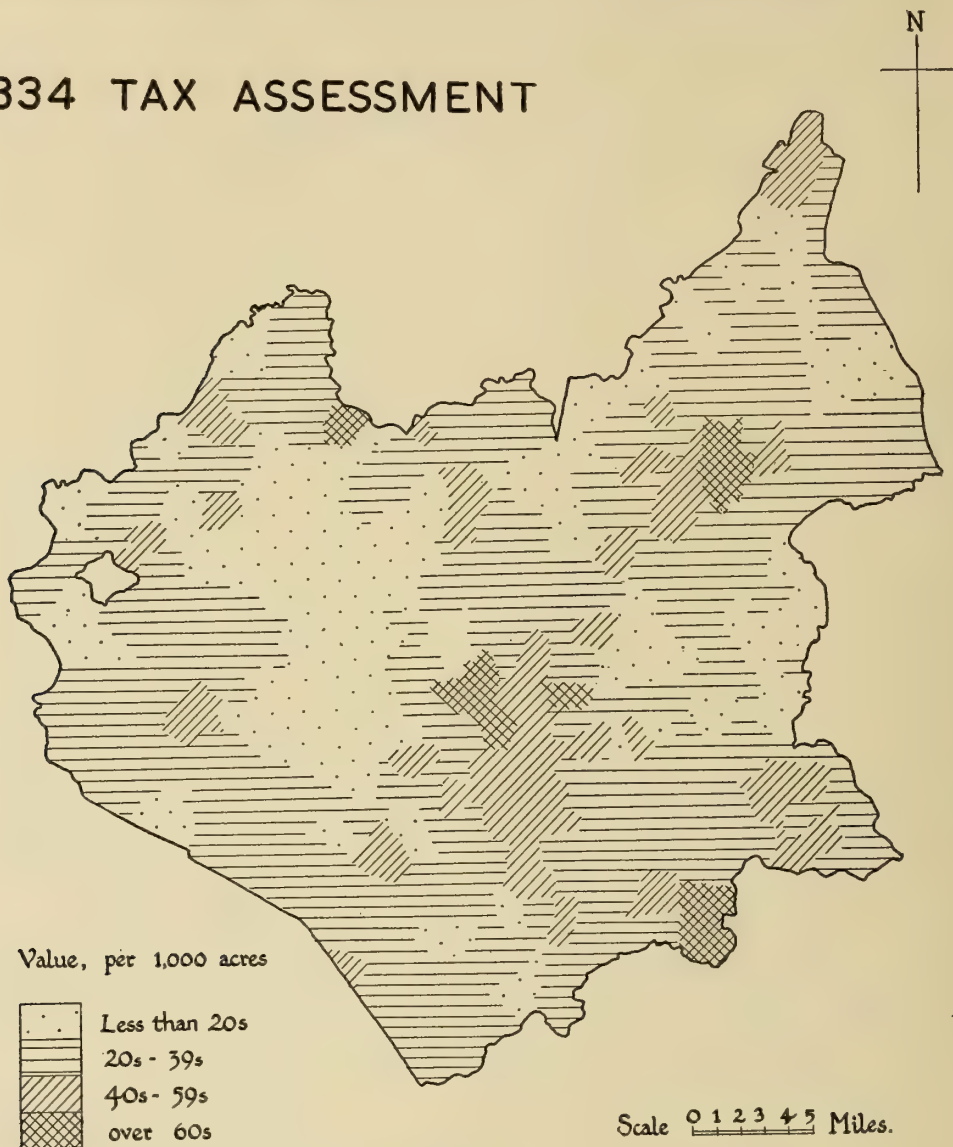 334 TAX ASSESSMENT
N
Value, per 1,000 acres
Less than 20s
20s - 39s
40s - 59s
over 60s
Scale 0 1 2 3 4 5 Miles.